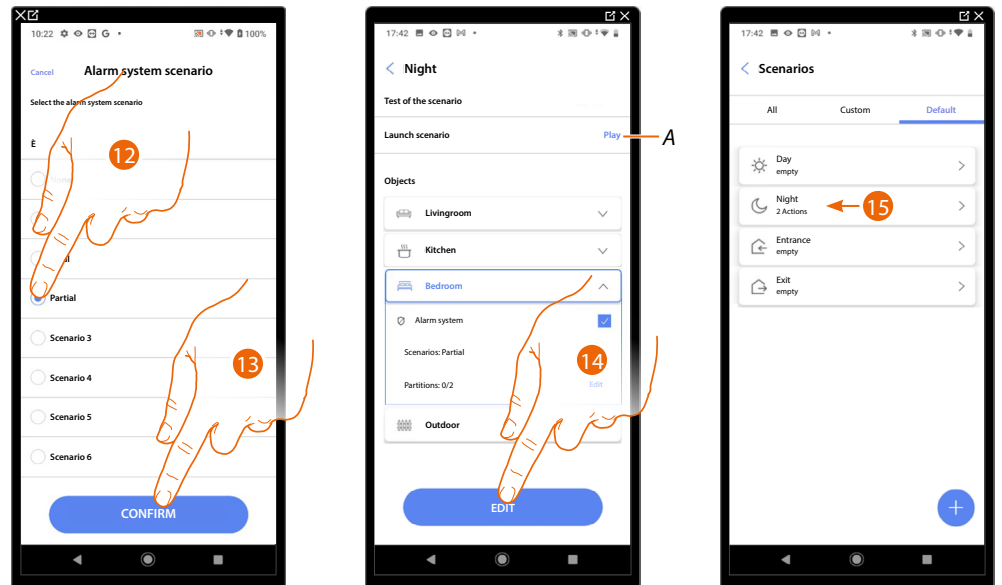 10:22 G 100%
Cancel Alarm system scenario
Select the alarm system scenario
È
12
Partial
Scenario 3
13
Scenario 4
Scenario 5
Scenario 6
CONFIRM
17:42
Night
Test of the scenario
Launch scenario Play A
Objects
Livingroom
Kitchen
Bedroom
Alarm system
Scenarios: Partial
14
Partitions: 0/2 Edit
Outdoor
EDIT
17:42
Scenarios
All Custom Default
Day
empty
Night
2 Actions
15
Entrance
empty
Exit
empty
+